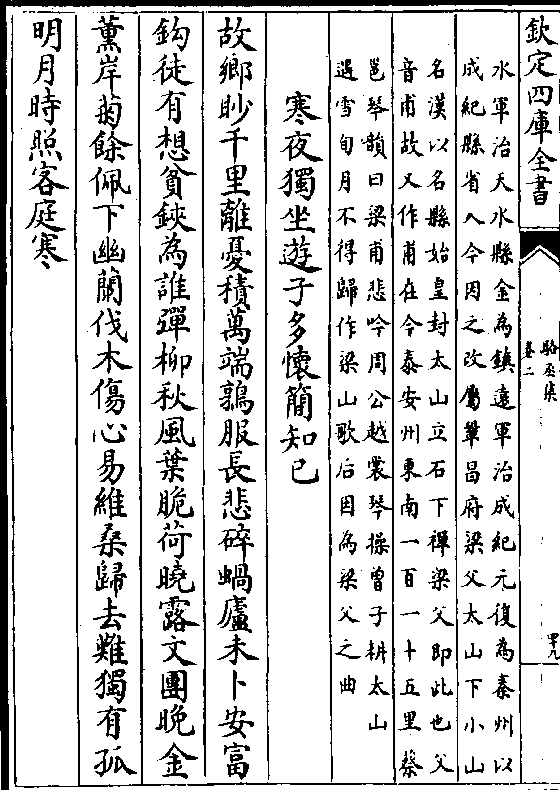 欽定四庫全書
駱丞集
卷二
四九
水軍治天水縣金為鎮遠軍治成紀元復為秦州以
成紀縣省入今因之改屬鞏昌府梁父太山下小山
名漢以名縣始皇封太山立石下禪梁父即此也父
音甫故又作甫在今泰安州東南一百一十五里蔡
邕琴韻曰梁甫悲吟周公越裳琴操曾子耕太山
遇雪旬月不得歸作梁山歌后因為梁父之曲
寒夜獨坐遊子多懷簡知己
故鄉眇千里離憂積萬端鶉服長悲碎蝸廬未卜安富
鈎徒有想貧鋏為誰彈柳秋風葉脆荷曉露文團晚金
薰岸菊餘佩下幽蘭伐木傷心易維桑歸去難獨有孤
明月時照客庭寒